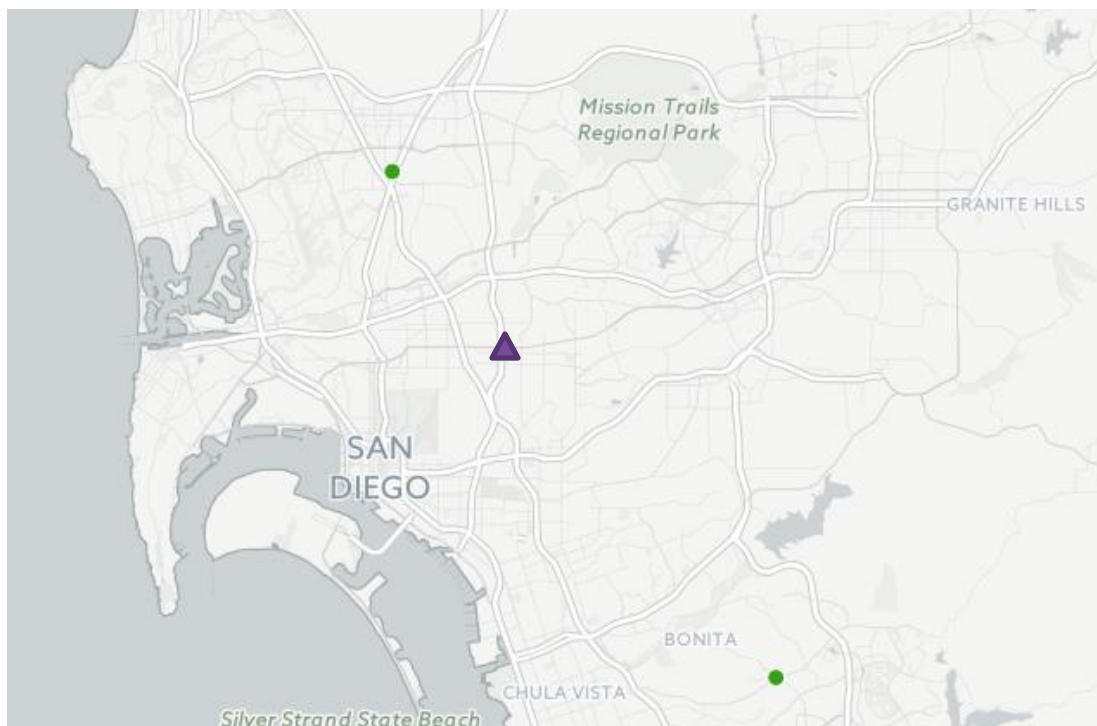 Mission Trails
Regional Park
GRANITE HILLS
SAN
DIEGO
BONITA
CHULA VISTA
Silver Strand State Beach